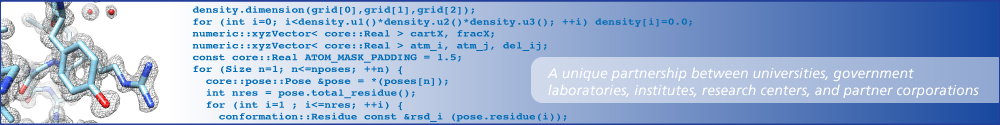 density.dimension(grid[0],grid[1],grid[2]);
for (int i=0; i<density.u1()*density.u2()*density.u3(); ++i) density[i]=0.0;
numeric::xyzVector< core::Real > cartX, fracX;
numeric::xyzVector< core::Real > atm_i, atm_j, del_ij;
const core::Real ATOM_MASK_PADDING = 1.5;
for (Size n=1; n<=nposes; ++n) {
core::pose::Pose &pose = *(poses[n]);
int nres = pose.total_residue();
for (int i=1 ; i<=nres; ++i) {
conformation::Residue const &rsd_i (pose.residue(i));
A unique partnership between universities, government
laboratories, institutes, research centers, and partner corporations